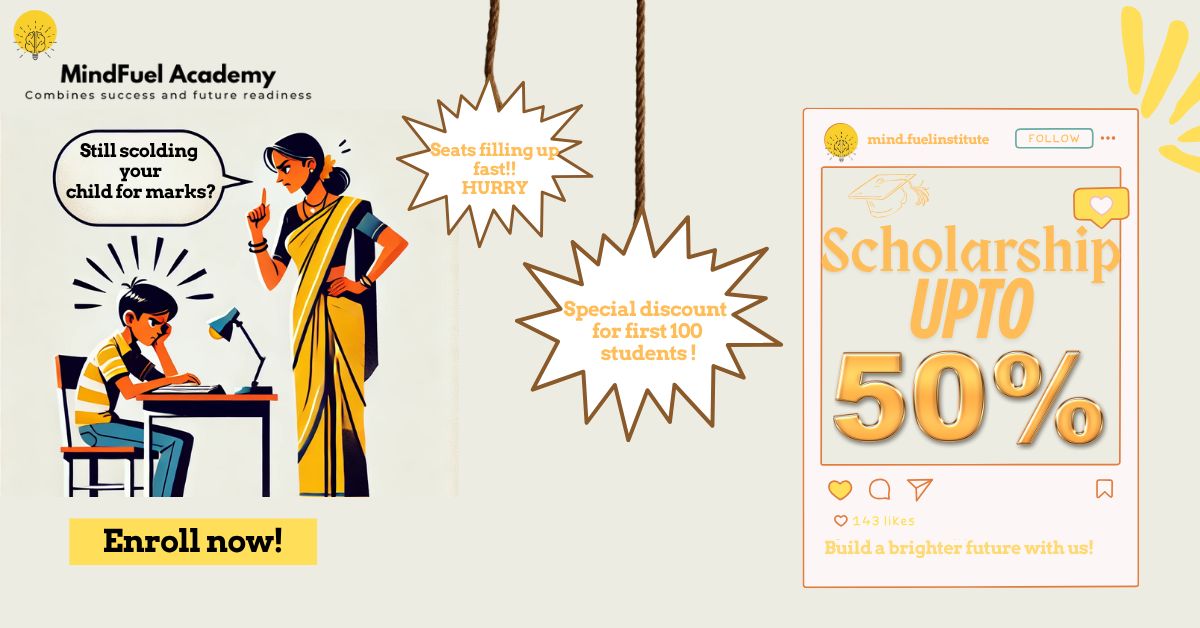 MindFuel Academy
Combines success and future readiness
Still scolding
your
child for marks?
Enroll now!
Seats filling up
fast!!
HURRY
Special discount
for first 100
students !
mind.fuelinstitute
FOLLOW
Scholarship
UPTO
50%
143 likes
Build a brighter future with us!